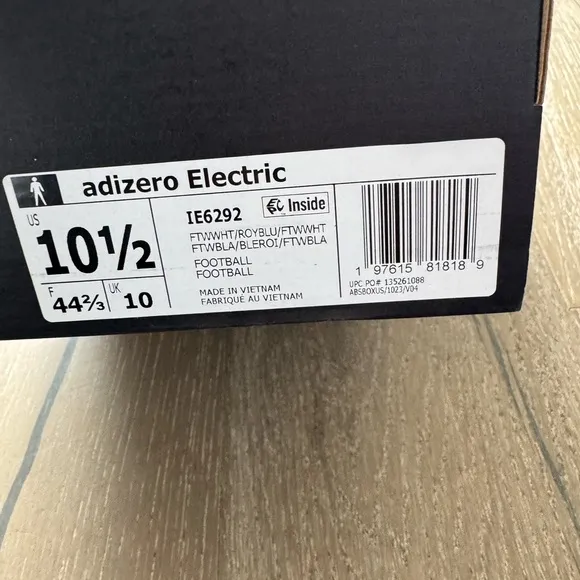 adizero Electric
US
10½
F
44⅔
UK
10
IE6292
Inside
FTWWHT/ROYBLU/FTWWHT
FTWBLA/BLEROI/FTWBLA
FOOTBALL
FOOTBALL
MADE IN VIETNAM
FABRIQUÉ AU VIETNAM
1 97615 81818 9
UPC PO# 135261088
ABSBOXUS/1023/V04